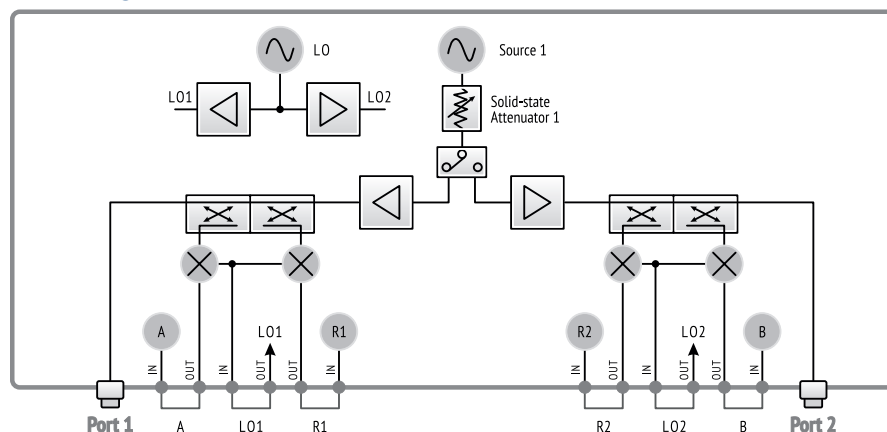 LO
Source 1
LO1
LO2
Solid-state
Attenuator 1
A
LO1
R1
R2
LO2
B
IN
OUT
IN
OUT
OUT
IN
IN
OUT
IN
OUT
OUT
IN
Port 1
A
LO1
R1
R2
LO2
B
Port 2